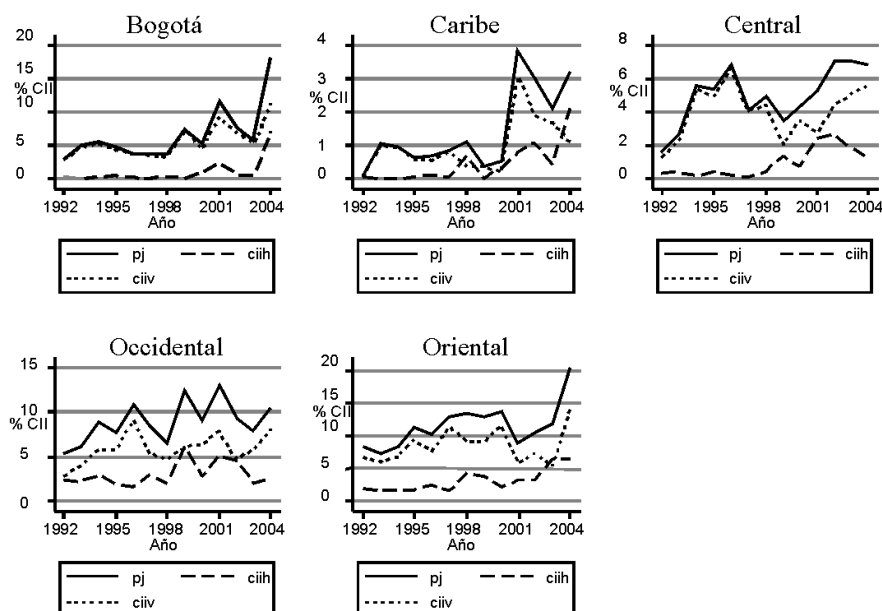 Bogotá
20
15
% CII
10
5
0
1992 1995 1998 2001 2004
Año
pj ciih
ciiv
Caribe
4
3
% CII
2
1
0
1992 1995 1998 2001 2004
Año
pj ciih
ciiv
Central
8
6
% CII
4
2
0
1992 1995 1998 2001 2004
Año
pj ciih
ciiv
Occidental
15
10
% CII
5
0
1992 1995 1998 2001 2004
Año
pj ciih
ciiv
Oriental
20
15
% CII
10
5
0
1992 1995 1998 2001 2004
Año
pj ciih
ciiv